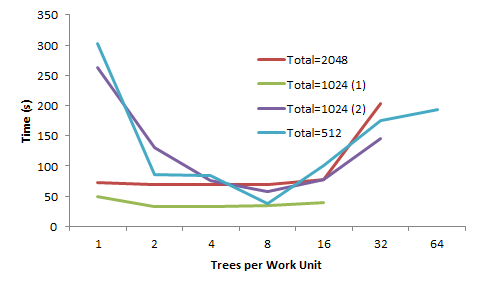 350
300
250
200
150
100
50
0
Time (s)
Total=2048
Total=1024 (1)
Total=1024 (2)
Total=512
1 2 4 8 16 32 64
Trees per Work Unit